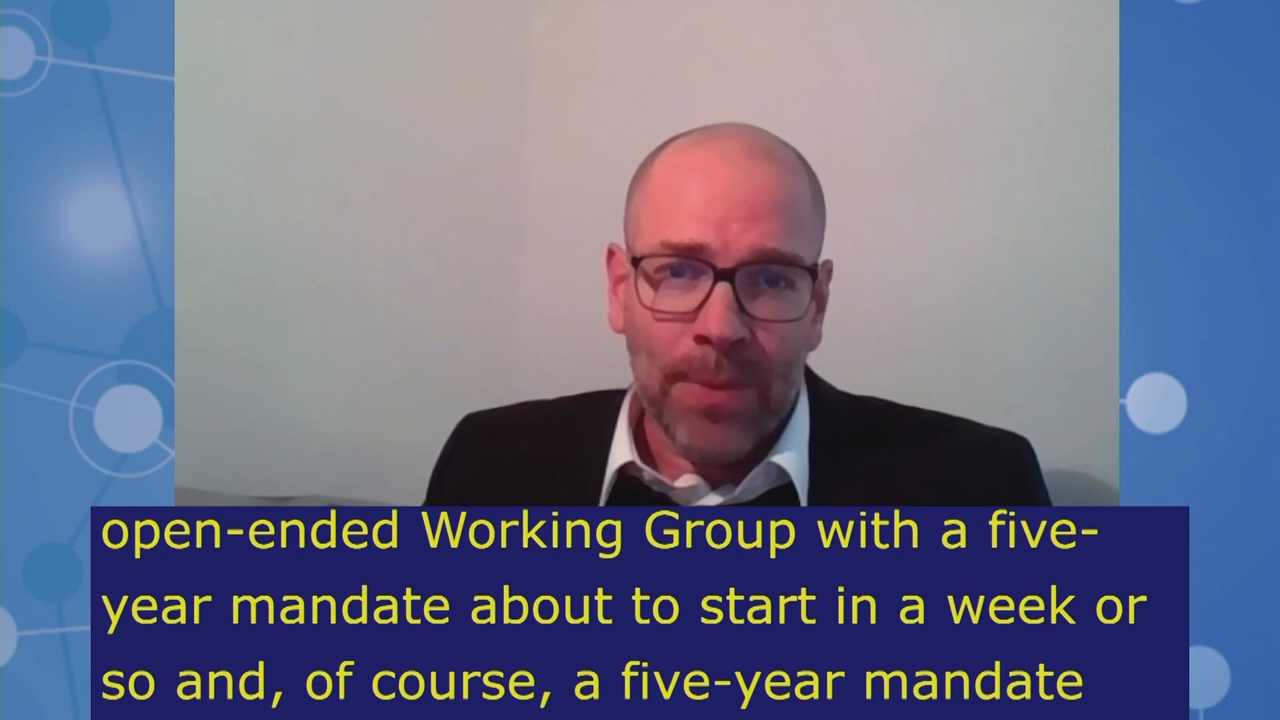 open-ended Working Group with a five-
year mandate about to start in a week or
so and, of course, a five-year mandate